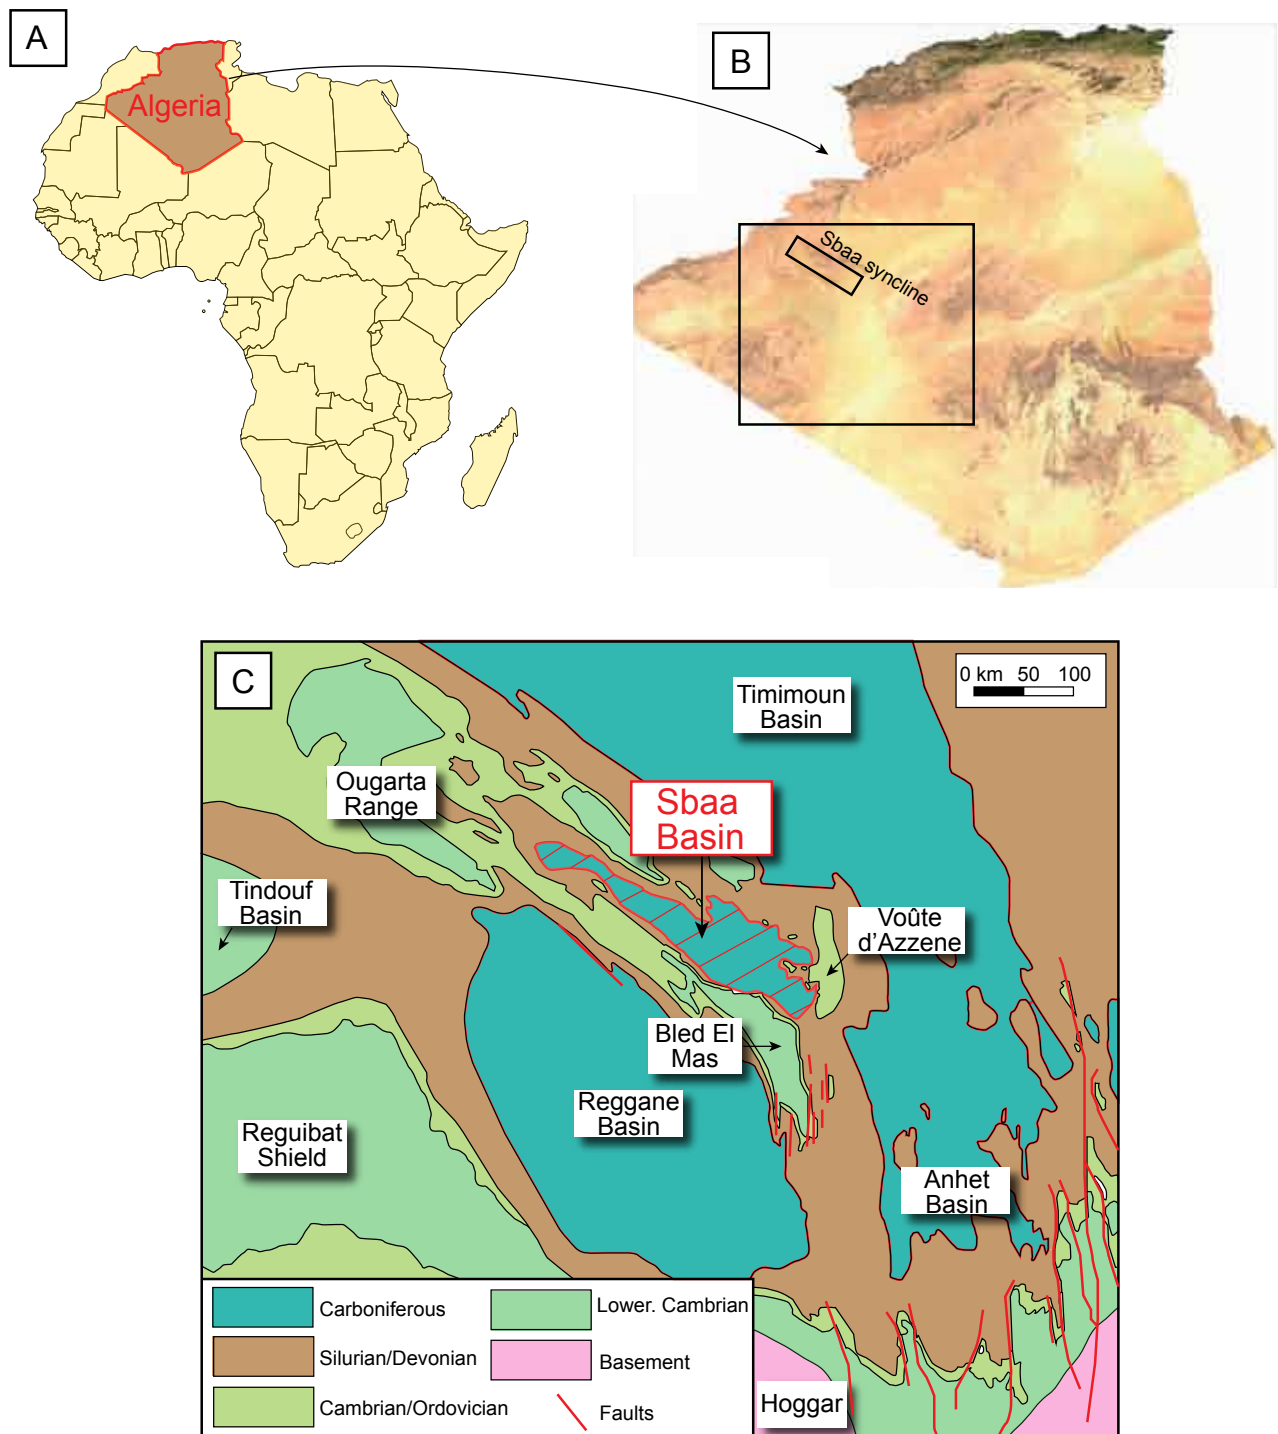 A
Algeria
B
Sbaa syncline
C
0 km 50 100
Timimoun
Basin
Ougarta
Range
Sbaa
Basin
Tindouf
Basin
Voûte
d'Azzene
Bled El
Mas
Reggane
Basin
Reguibat
Shield
Anhet
Basin
Carboniferous
Lower. Cambrian
Silurian/Devonian
Basement
Cambrian/Ordovician
Faults
Hoggar